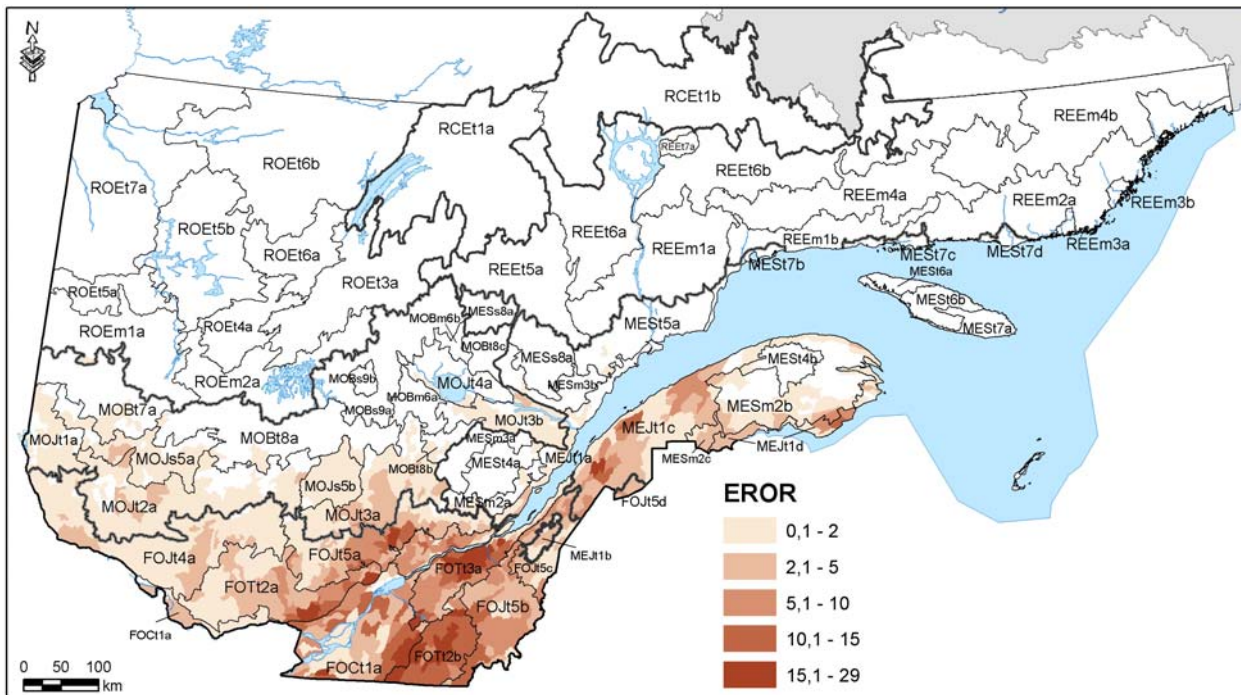 N
RCEt1b
REEm4b
RCEt1a
REEt7a
ROEt6b
REEt6b
ROEt7a
REEm4a
REEm2a
REEm3b
ROEt5b
REEt6a
REEm1a
REEm1b
REEm3a
ROEt6a
MESt7b
MESt7c
MESt7d
REEt5a
MESt6a
ROEt3a
ROEt5a
MESt6b
MESs8a
MOBm6b
MESt5a
MESt7a
ROEt4a
ROEm1a
MOBt8c
MESs8a
MESt4b
ROEm2a
MOBs9b
MOJt4a
MESm3b
MOBm6a
MESm2b
MOBt7a
MOBs9a
MOJt3b
MEJt1c
MOJt1a
MOBt8a
MESm3a
MEJt1d
MOJs5a
MEJt1a
MESm2c
MOBt8b
MESt4a
MOJs5b
FOJt5d
MOJt2a
MESm2a
MOJt3a
EROR
0,1 - 2
FOJt4a
FOJt5a
MEJt1b
2,1 - 5
FOTt3a
FOJt5c
FOTt2a
5,1 - 10
FOJt5b
FOCt1a
10,1 - 15
FOTt2b
FOCt1a
15,1 - 29
0 50 100
km